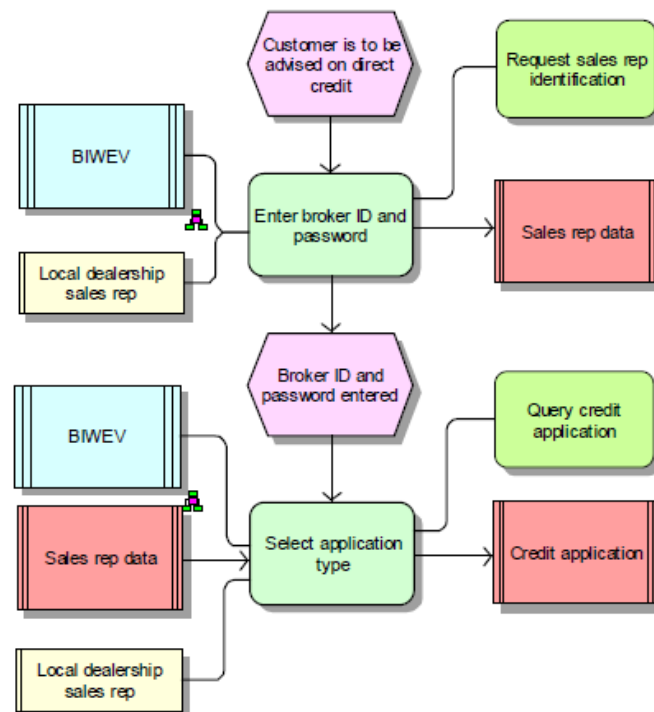 Customer is to be
advised on direct
credit
Request sales rep
identification
BIWEV
Enter broker ID and
password
Sales rep data
Local dealership
sales rep
Broker ID and
password entered
BIWEV
Query credit
application
Sales rep data
Select application
type
Credit application
Local dealership
sales rep